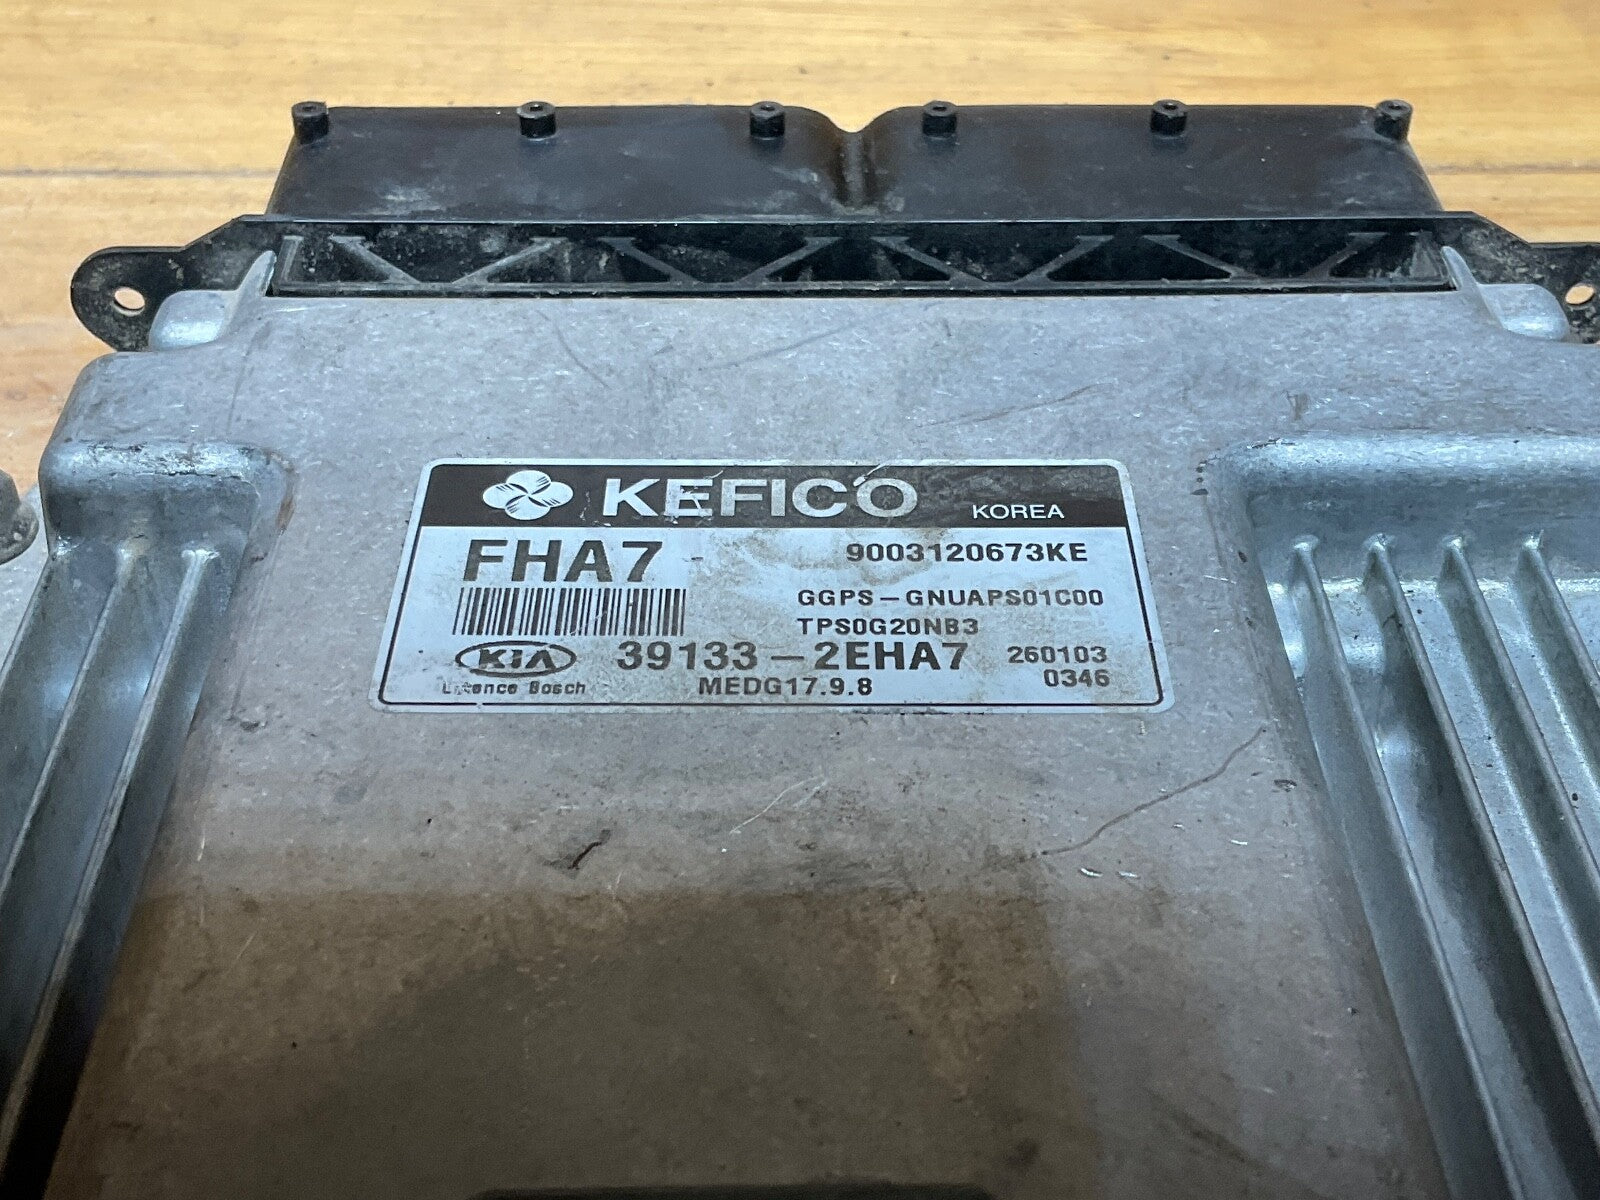 KEFICO KOREA
FHA7 9003120673KE
GGPS-GNUAPS01C00
TPS0G20NB3
KIA 39133-2EHA7 260103
Licence Bosch MEDG17.9.8 0346